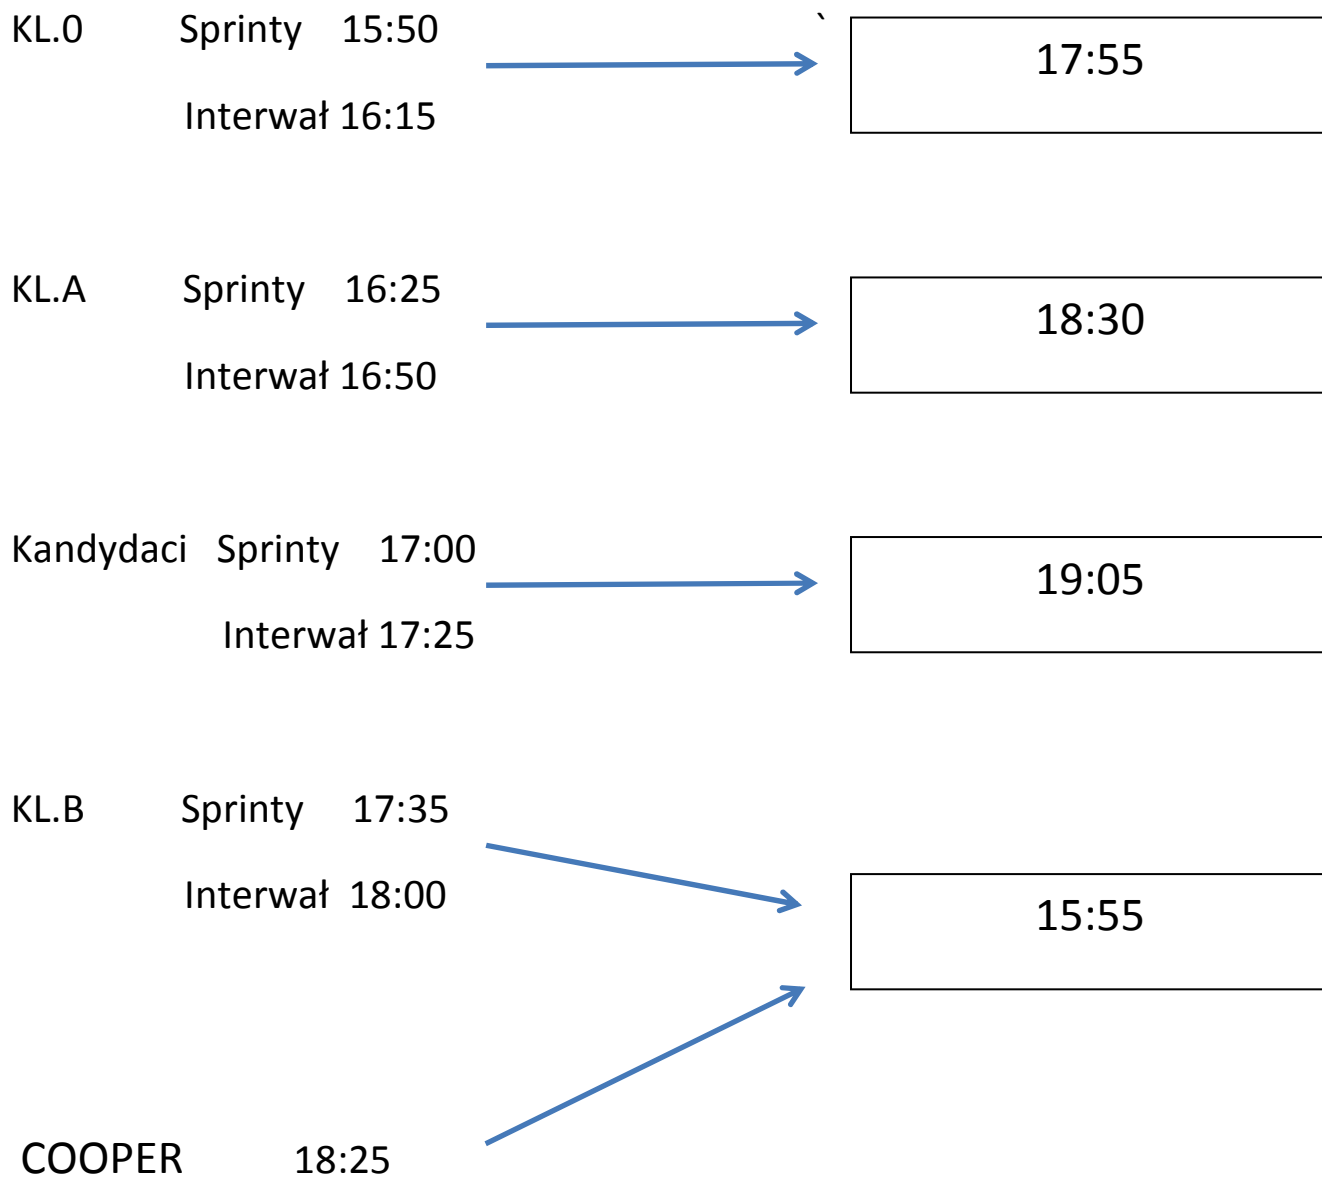 KL.0 Sprinty 15:50 `
17:55
Interwał 16:15
KL.A Sprinty 16:25
18:30
Interwał 16:50
Kandydaci Sprinty 17:00
19:05
Interwał 17:25
KL.B Sprinty 17:35
Interwał 18:00
15:55
COOPER 18:25